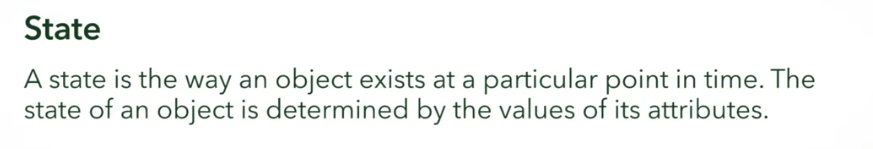 State
A state is the way an object exists at a particular point in time. The
state of an object is determined by the values of its attributes.